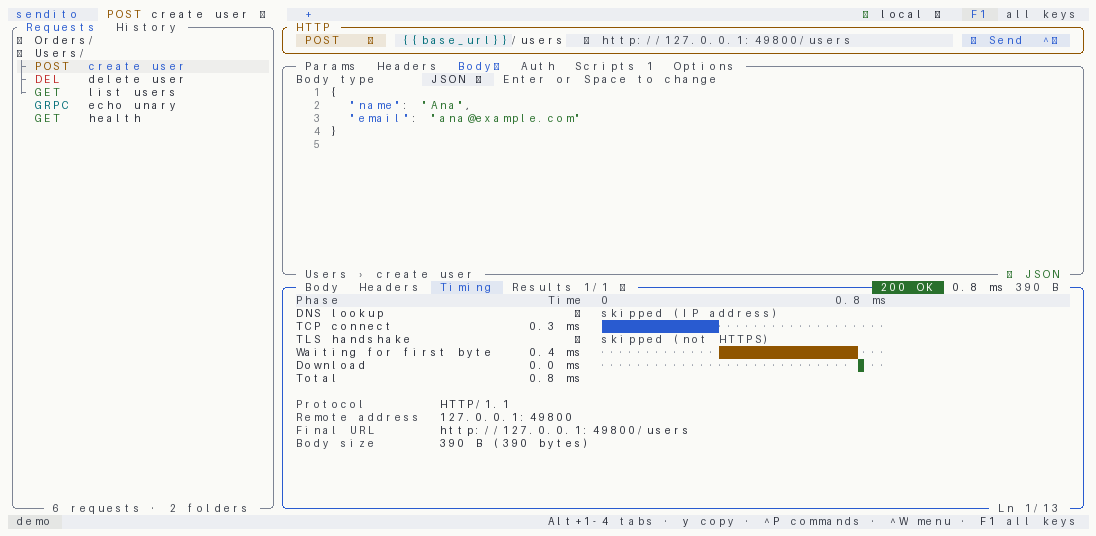 sendito POST create user + local F1 all keys
Requests History
Orders/
Users/
POST create user
DEL delete user
GET list users
GRPC echo unary
GET health
6 requests · 2 folders
HTTP
POST {{base_url}}/users http://127.0.0.1:49800/users Send ^
Params Headers Body Auth Scripts 1 Options
Body type JSON Enter or Space to change
1 {
2 "name": "Ana",
3 "email": "ana@example.com"
4 }
5
Users › create user JSON
Body Headers Timing Results 1/1 200 OK 0.8 ms 390 B
Phase Time 0 0.8 ms
DNS lookup skipped (IP address)
TCP connect 0.3 ms
TLS handshake skipped (not HTTPS)
Waiting for first byte 0.4 ms
Download 0.0 ms
Total 0.8 ms
Protocol HTTP/1.1
Remote address 127.0.0.1:49800
Final URL http://127.0.0.1:49800/users
Body size 390 B (390 bytes)
Ln 1/13
demo Alt+1-4 tabs · y copy · ^P commands · ^W menu · F1 all keys